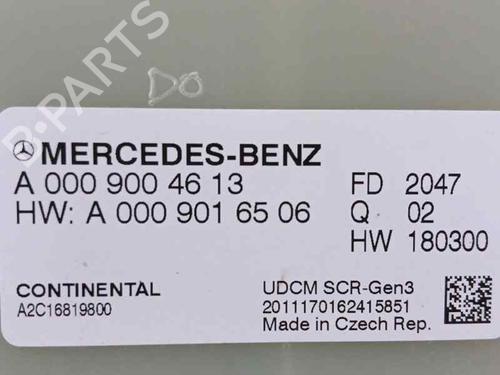 DO
B-PARTS
MERCEDES-BENZ
A 000 900 46 13 FD 2047
HW: A 000 901 65 06 Q 02
HW 180300
CONTINENTAL UDCM SCR-Gen3
A2C16819800 2011170162415851
Made in Czech Rep.